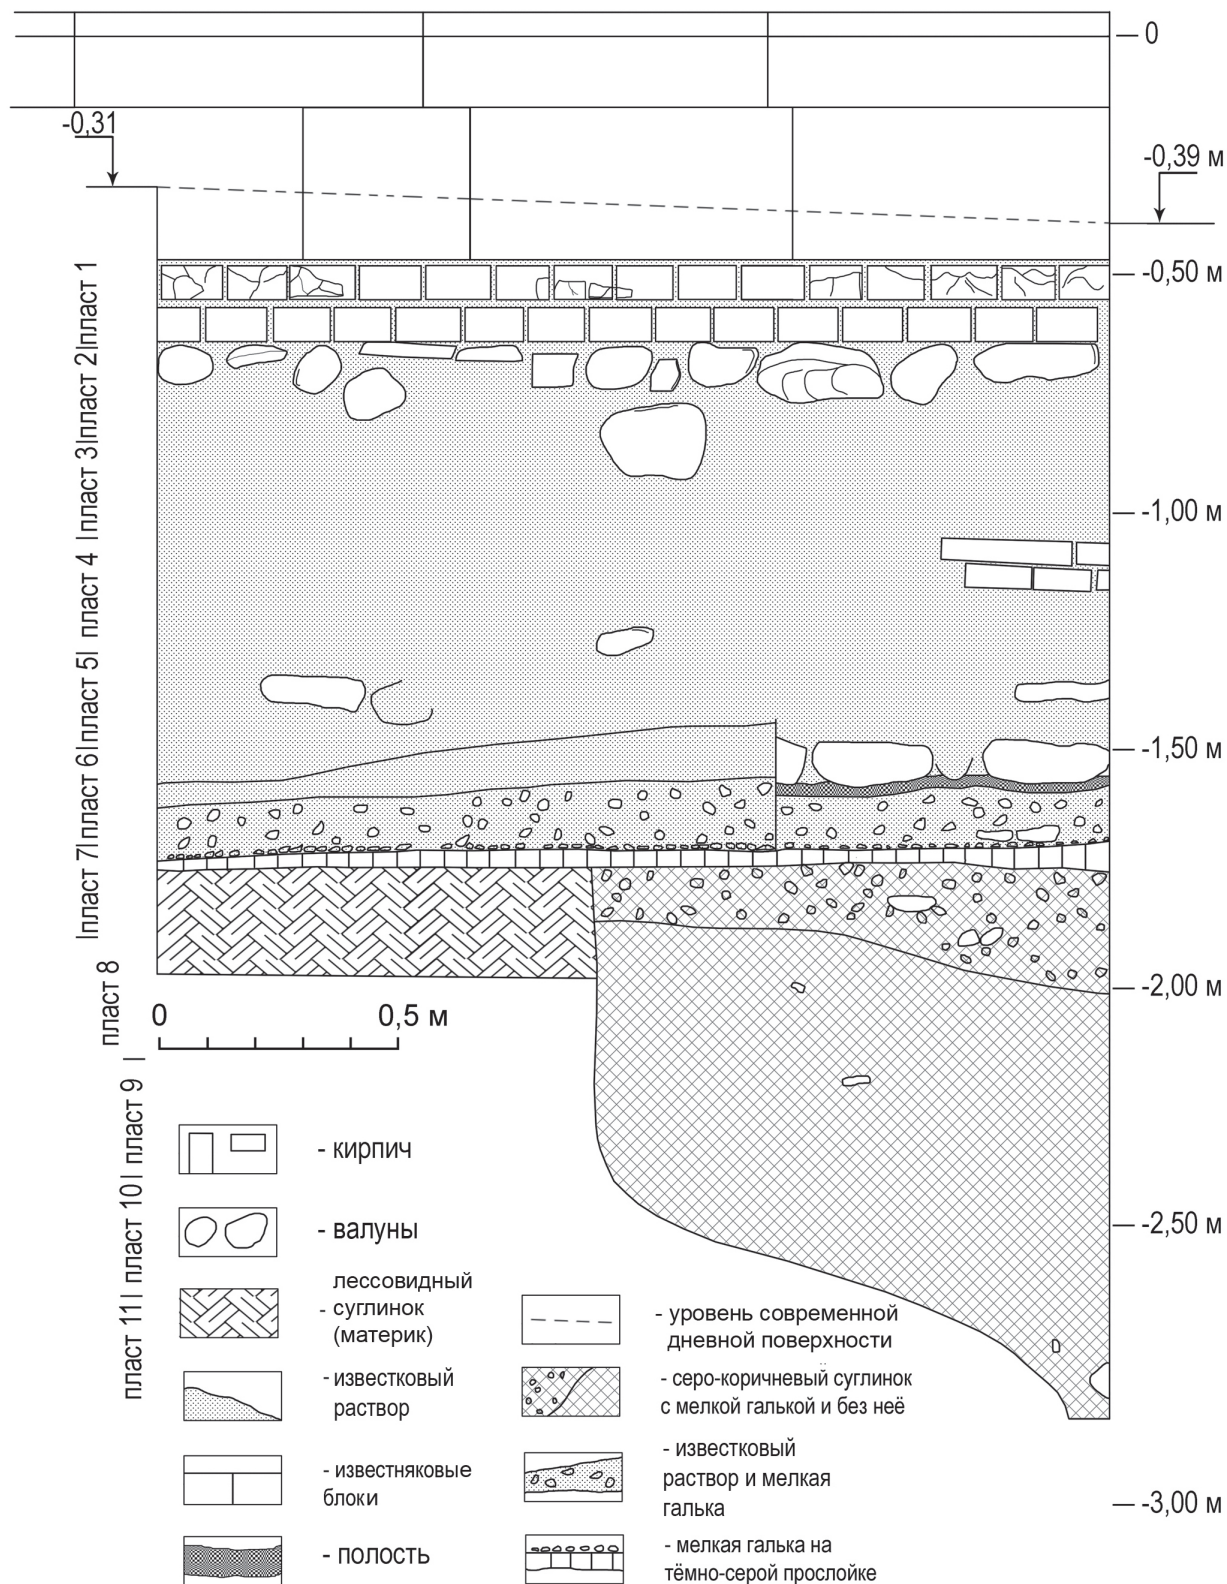 0
-0,31
-0,39 м
-0,50 м
-1,00 м
-1,50 м
-2,00 м
-2,50 м
-3,00 м
|пласт 7|пласт 6|пласт 5| пласт 4 |пласт 3|пласт 2|пласт 1
пласт 8
пласт 11| пласт 10| пласт 9 |
0 0,5 м
- кирпич
- валуны
лессовидный
- суглинок
(материк)
- известковый
раствор
- известняковые
блоки
- полость
- уровень современной
дневной поверхности
- серо-коричневый суглинок
с мелкой галькой и без неё
- известковый
раствор и мелкая
галька
- мелкая галька на
тёмно-серой прослойке